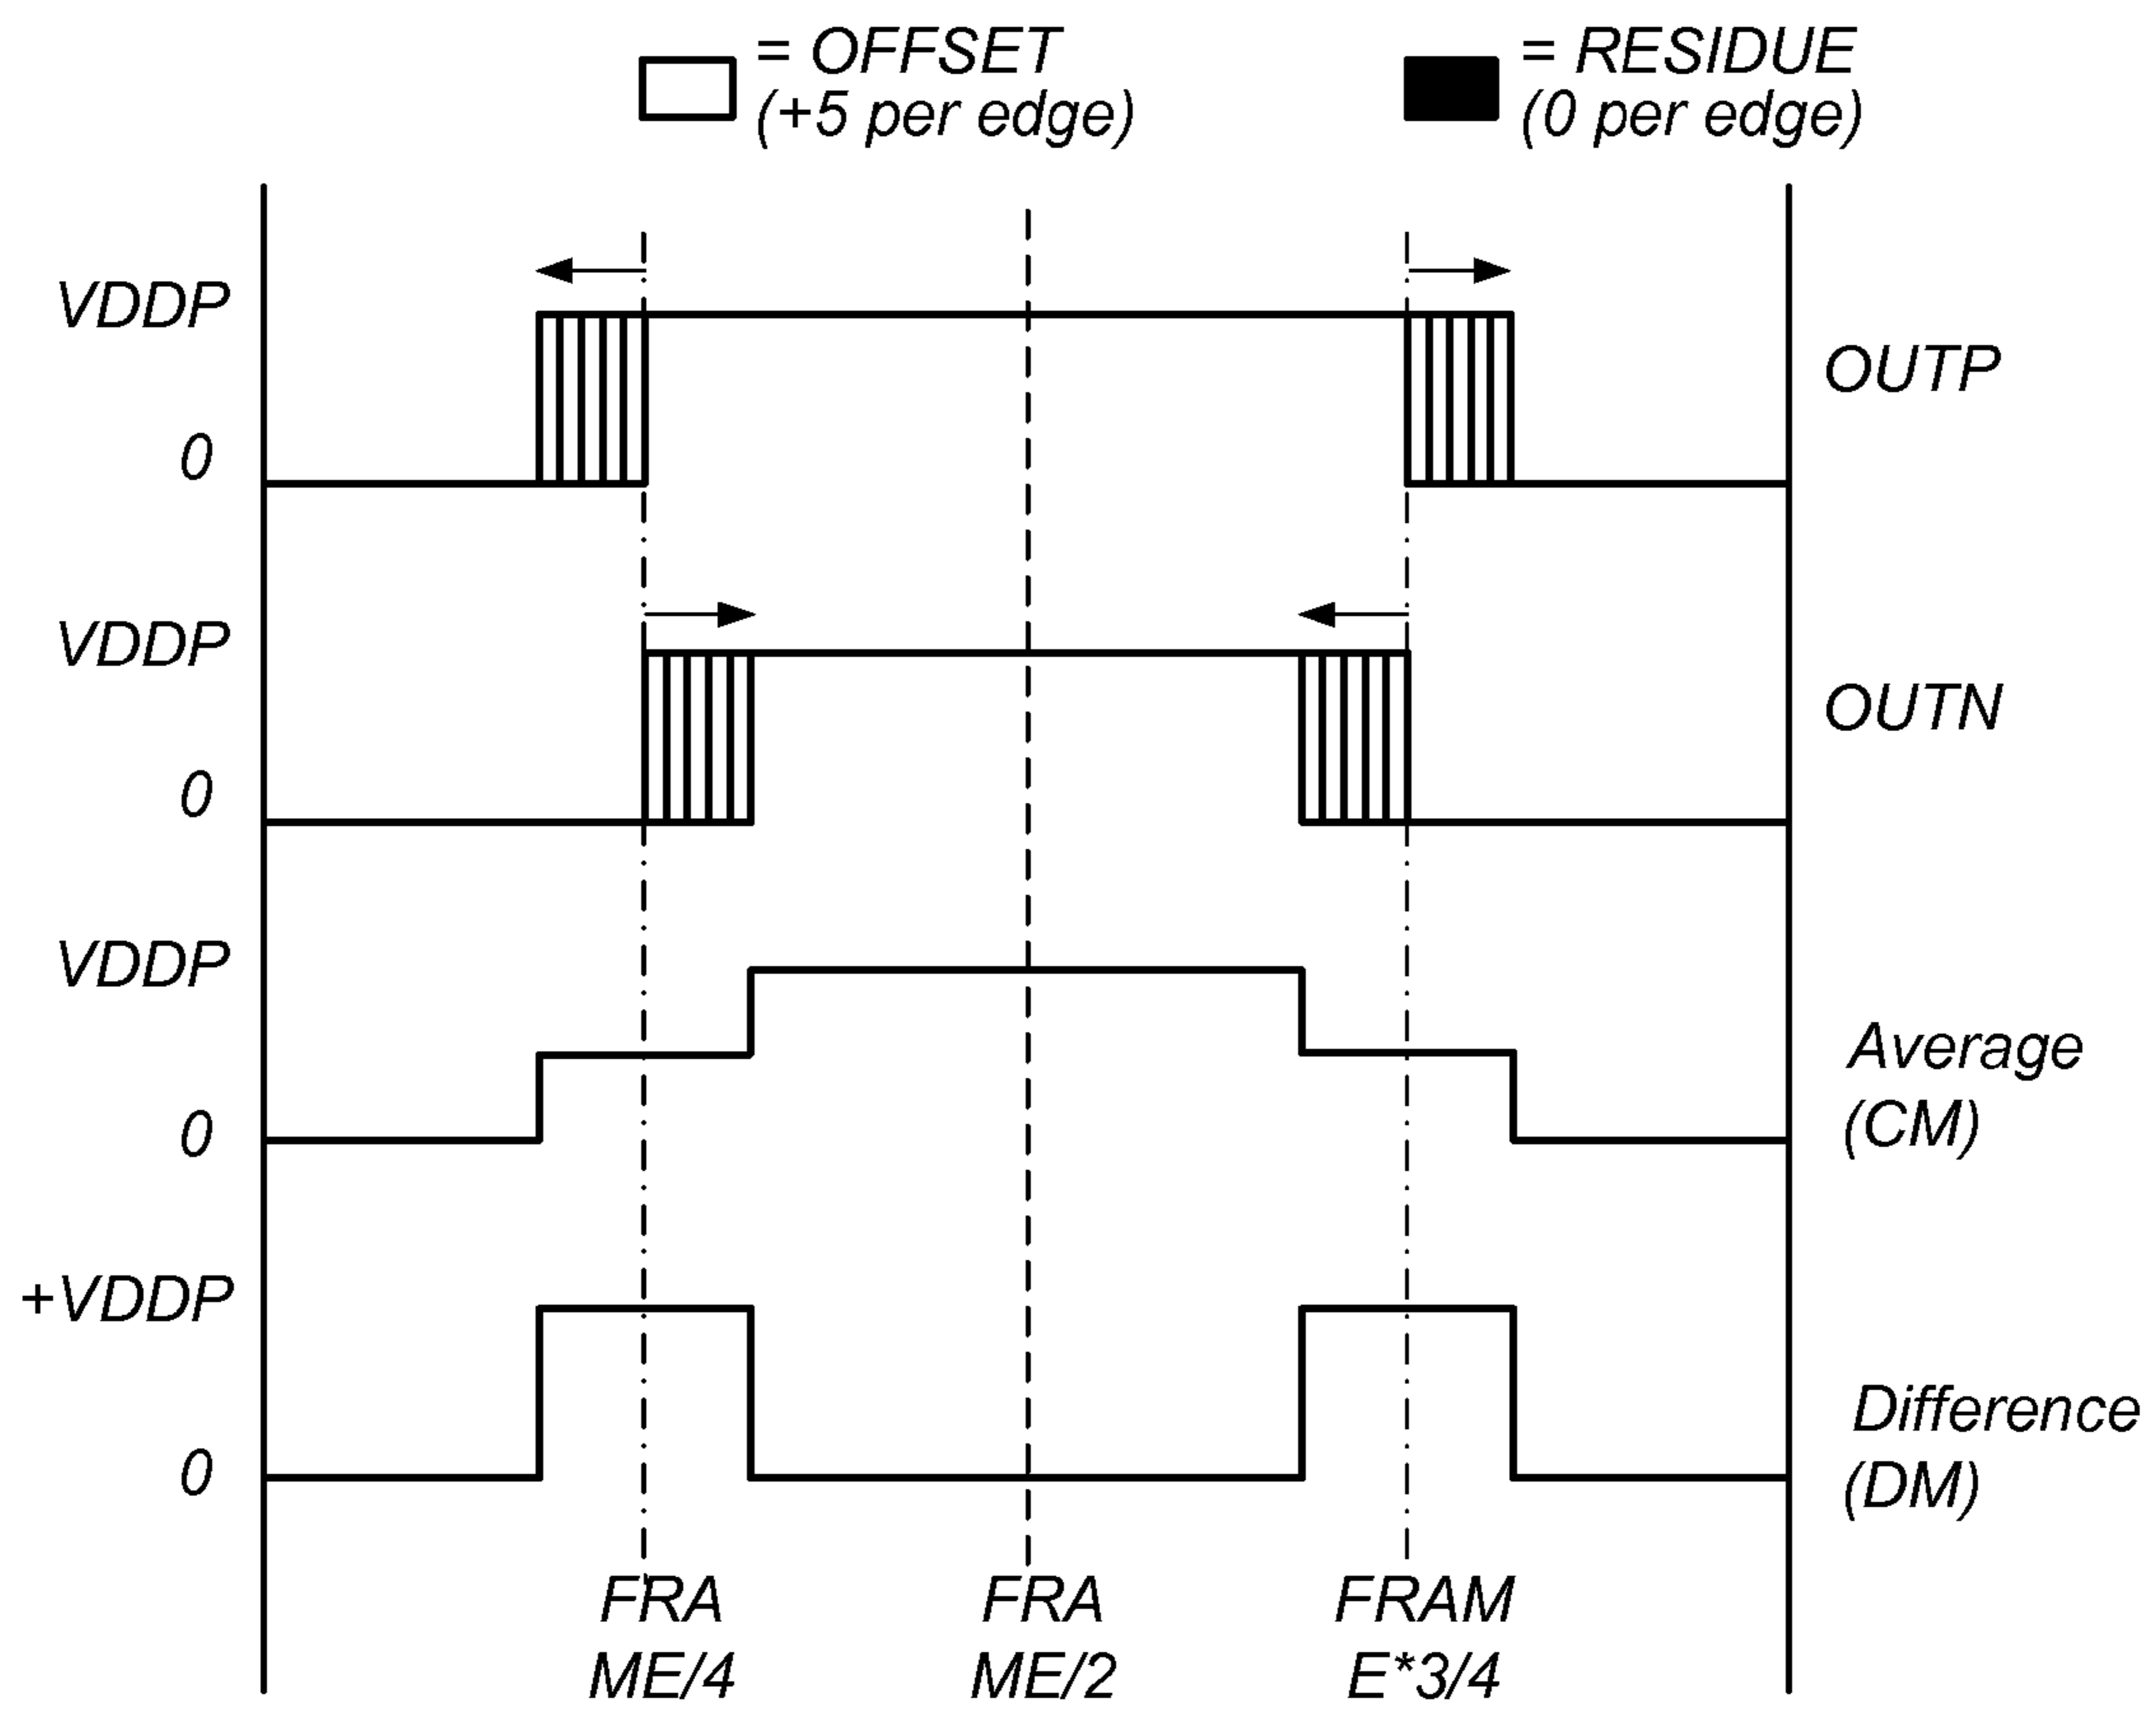 = OFFSET
(+5 per edge)
= RESIDUE
(0 per edge)
VDDP
0
OUTP
VDDP
0
OUTN
VDDP
0
Average
(CM)
+VDDP
0
Difference
(DM)
FRA
ME/4
FRA
ME/2
FRAM
E*3/4